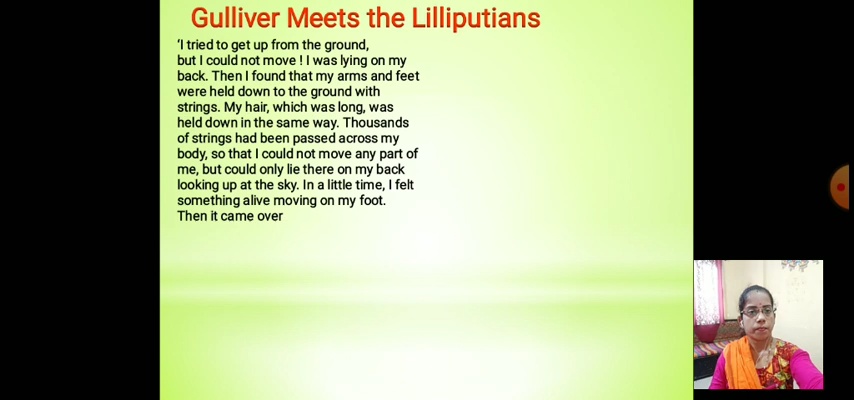 Gulliver Meets the Lilliputians
‘I tried to get up from the ground,
but I could not move ! I was lying on my
back. Then I found that my arms and feet
were held down to the ground with
strings. My hair, which was long, was
held down in the same way. Thousands
of strings had been passed across my
body, so that I could not move any part of
me, but could only lie there on my back
looking up at the sky. In a little time, I felt
something alive moving on my foot.
Then it came over